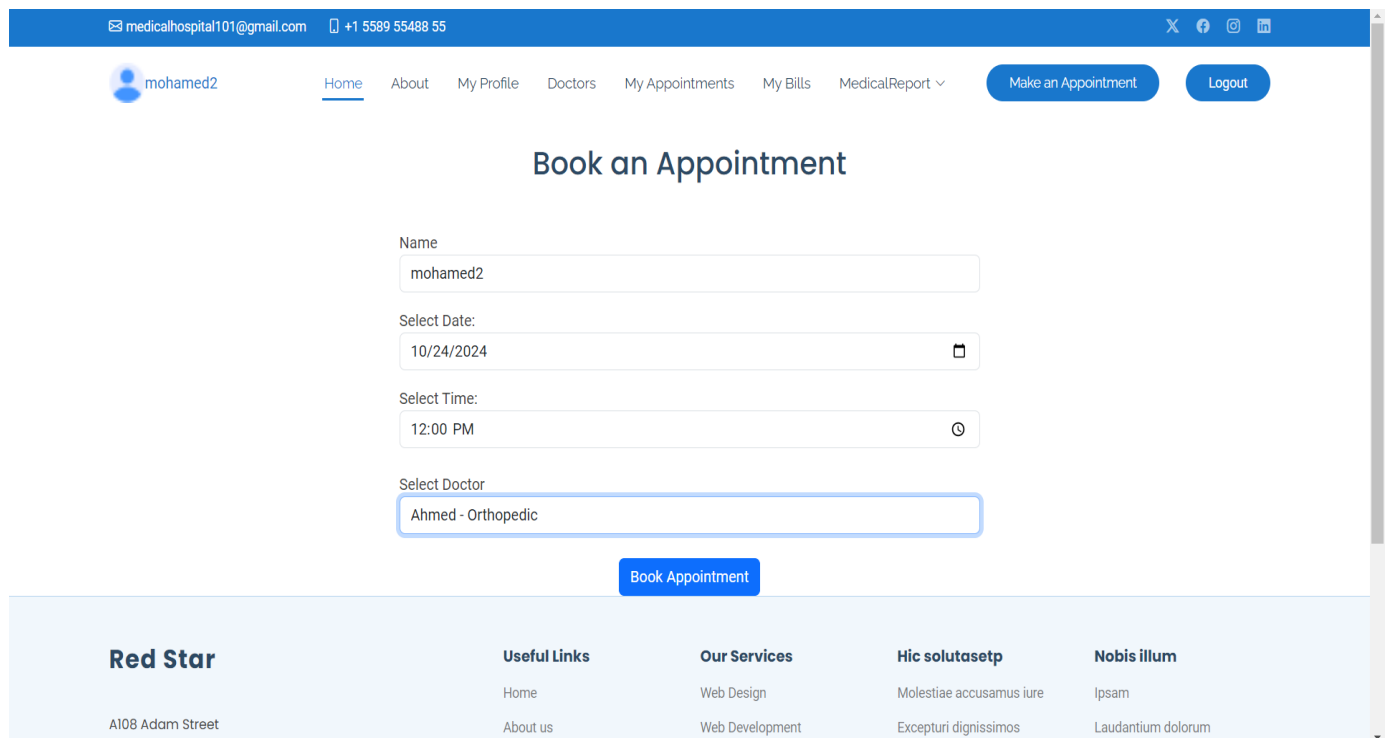 medicalhospital101@gmail.com +1 5589 55488 55
mohamed2 Home About My Profile Doctors My Appointments My Bills MedicalReport Make an Appointment Logout
Book an Appointment
Name
mohamed2
Select Date:
10/24/2024
Select Time:
12:00 PM
Select Doctor
Ahmed - Orthopedic
Book Appointment
Red Star Useful Links Our Services Hic solutasetp Nobis illum
Home Web Design Molestiae accusamus iure Ipsam
A108 Adam Street About us Web Development Excepturi dignissimos Laudantium dolorum